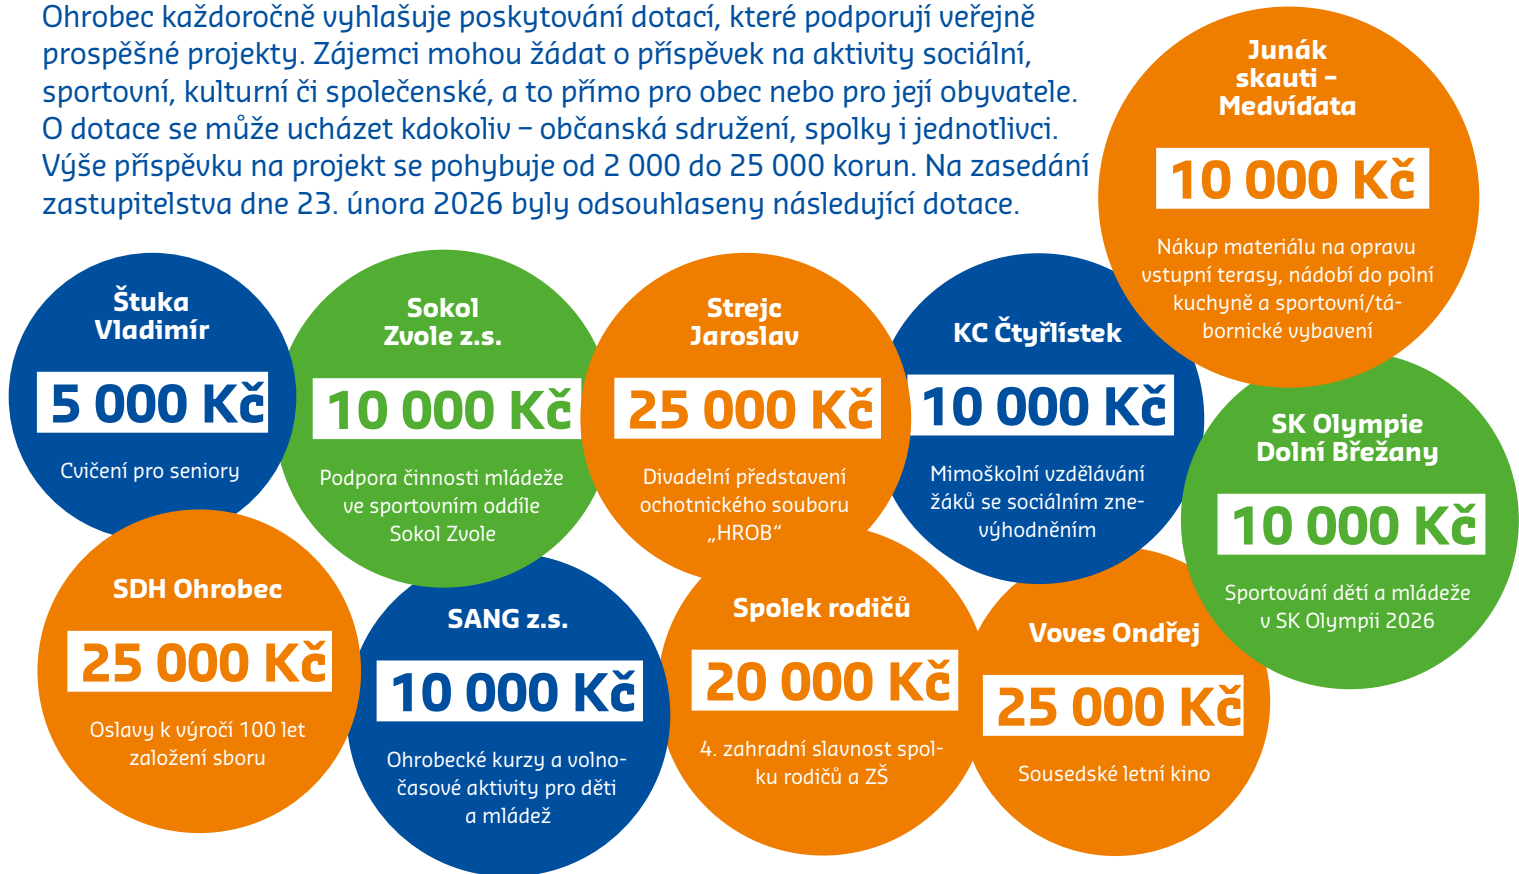 Ohrobec každoročně vyhlašuje poskytování dotací, které podporují veřejně
prospěšné projekty. Zájemci mohou žádat o příspěvek na aktivity sociální,
sportovní, kulturní či společenské, a to přímo pro obec nebo pro její obyvatele.
O dotace se může ucházet kdokoliv – občanská sdružení, spolky i jednotlivci.
Výše příspěvku na projekt se pohybuje od 2 000 do 25 000 korun. Na zasedání
zastupitelstva dne 23. února 2026 byly odsouhlaseny následující dotace.
Junák
skauti –
Medvíďata
10 000 Kč
Nákup materiálu na opravu
vstupní terasy, nádobí do polní
kuchyně a sportovní/tá-
bornické vybavení
Štuka
Vladimír
5 000 Kč
Cvičení pro seniory
Sokol
Zvole z.s.
10 000 Kč
Podpora činnosti mládeže
ve sportovním oddíle
Sokol Zvole
Strejc
Jaroslav
25 000 Kč
Divadelní představení
ochotnického souboru
„HROB“
KC Čtyřlístek
10 000 Kč
Mimoškolní vzdělávání
žáků se sociálním zne-
výhodněním
SK Olympie
Dolní Břežany
10 000 Kč
Sportování dětí a mládeže
v SK Olympii 2026
SDH Ohrobec
25 000 Kč
Oslavy k výročí 100 let
založení sboru
SANG z.s.
10 000 Kč
Ohrobecké kurzy a volno-
časové aktivity pro děti
a mládež
Spolek rodičů
20 000 Kč
4. zahradní slavnost spol-
ku rodičů a ZŠ
Voves Ondřej
25 000 Kč
Sousedské letní kino